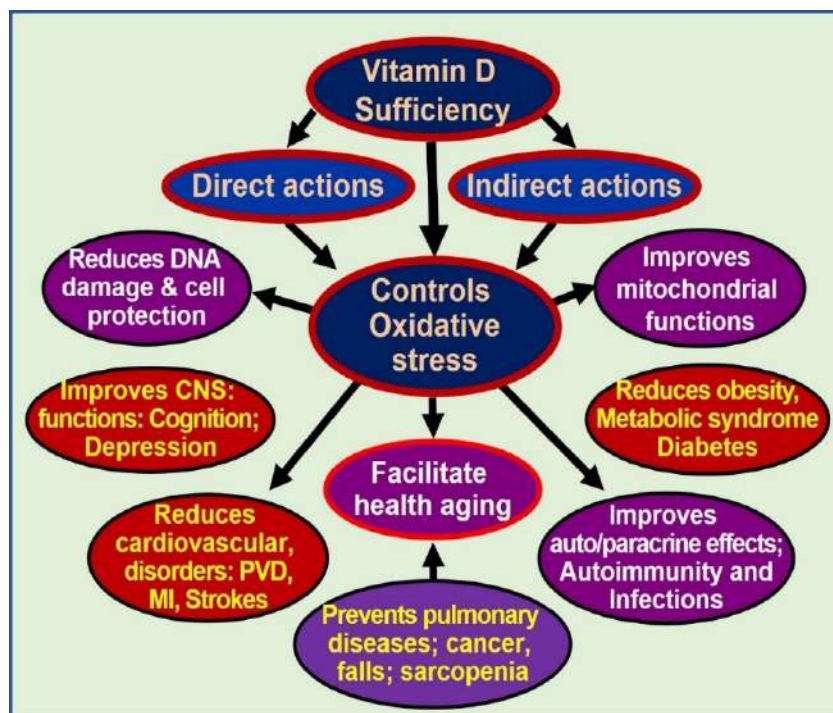 Vitamin D
Sufficiency
Direct actions
Indirect actions
Reduces DNA
damage & cell
protection
Controls
Oxidative
stress
Improves
mitochondrial
functions
Improves CNS:
functions: Cognition;
Depression
Reduces obesity,
Metabolic syndrome
Diabetes
Facilitate
health aging
Reduces
cardiovascular,
disorders: PVD,
MI, Strokes
Improves
auto/paracrine effects;
Autoimmunity and
Infections
Prevents pulmonary
diseases; cancer,
falls; sarcopenia